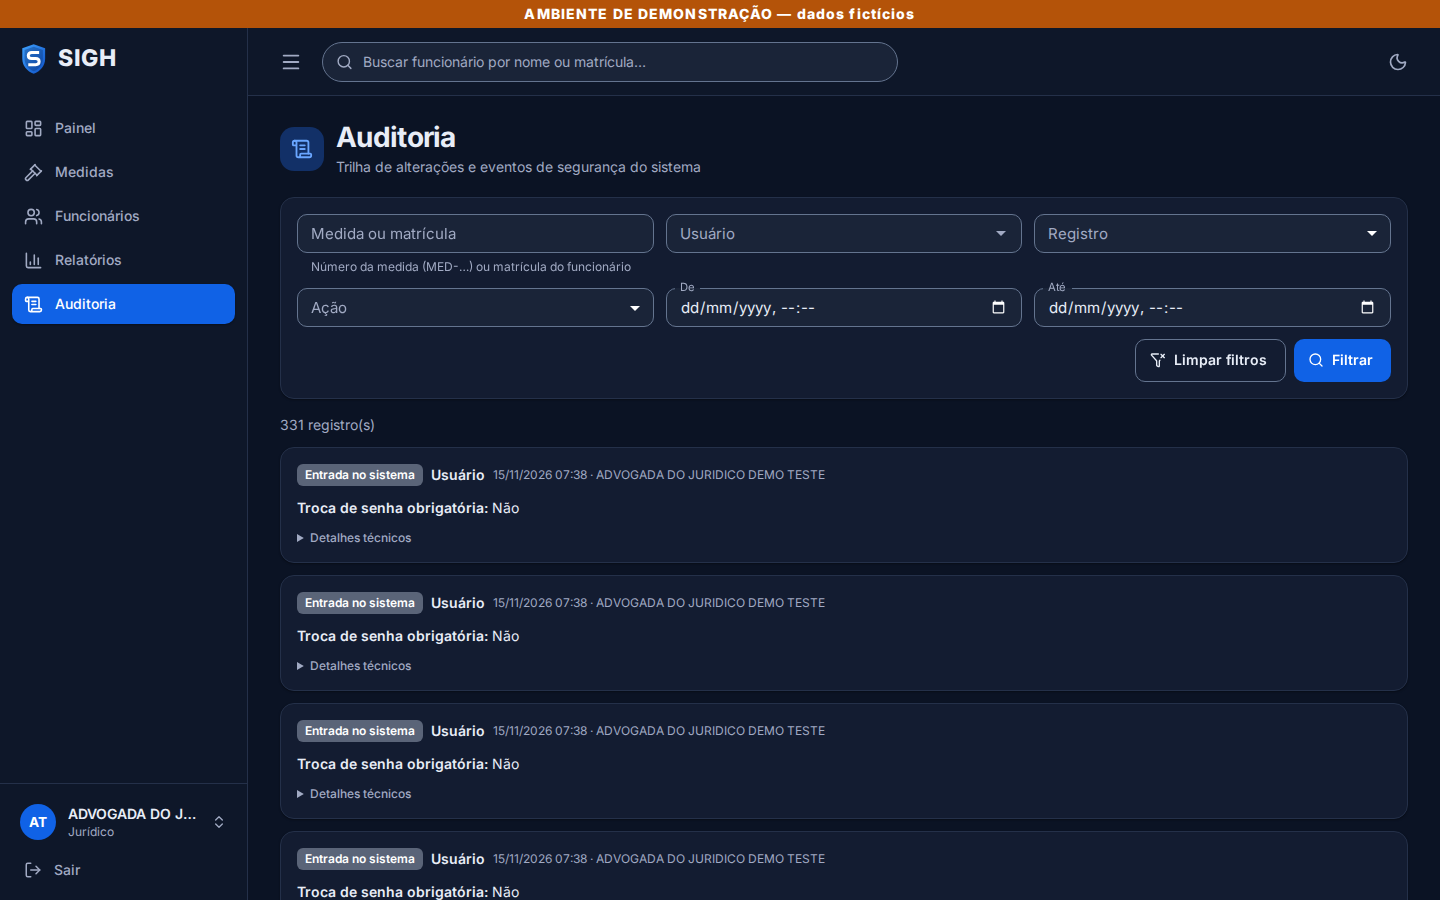 AMBIENTE DE DEMONSTRAÇÃO — dados fictícios
SIGH
Buscar funcionário por nome ou matrícula...
Painel
Medidas
Funcionários
Relatórios
Auditoria
Auditoria
Trilha de alterações e eventos de segurança do sistema
Medida ou matrícula
Usuário
Registro
Número da medida (MED-...) ou matrícula do funcionário
Ação
De
dd/mm/yyyy, --:--
Até
dd/mm/yyyy, --:--
Limpar filtros
Filtrar
331 registro(s)
Entrada no sistema Usuário 15/11/2026 07:38 · ADVOGADA DO JURIDICO DEMO TESTE
Troca de senha obrigatória: Não
Detalhes técnicos
Entrada no sistema Usuário 15/11/2026 07:38 · ADVOGADA DO JURIDICO DEMO TESTE
Troca de senha obrigatória: Não
Detalhes técnicos
Entrada no sistema Usuário 15/11/2026 07:38 · ADVOGADA DO JURIDICO DEMO TESTE
Troca de senha obrigatória: Não
Detalhes técnicos
Entrada no sistema Usuário 15/11/2026 07:38 · ADVOGADA DO JURIDICO DEMO TESTE
Troca de senha obrigatória: Não
AT
ADVOGADA DO J...
Jurídico
Sair